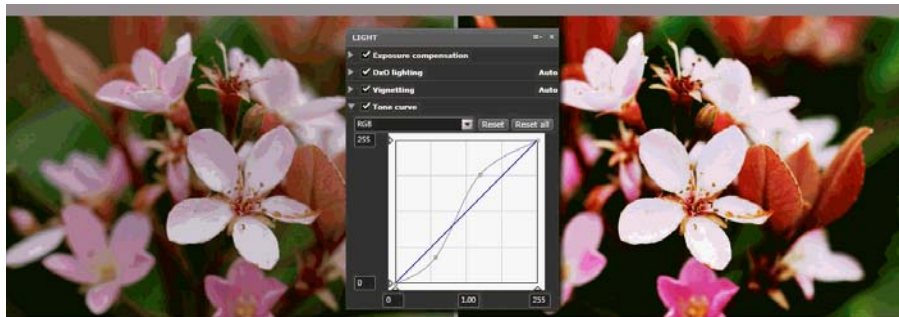 LIGHT
Exposure compensation
DxO lighting Auto
Vignetting Auto
Tone curve
RGB Reset Reset all
255
0
0 1.00 255